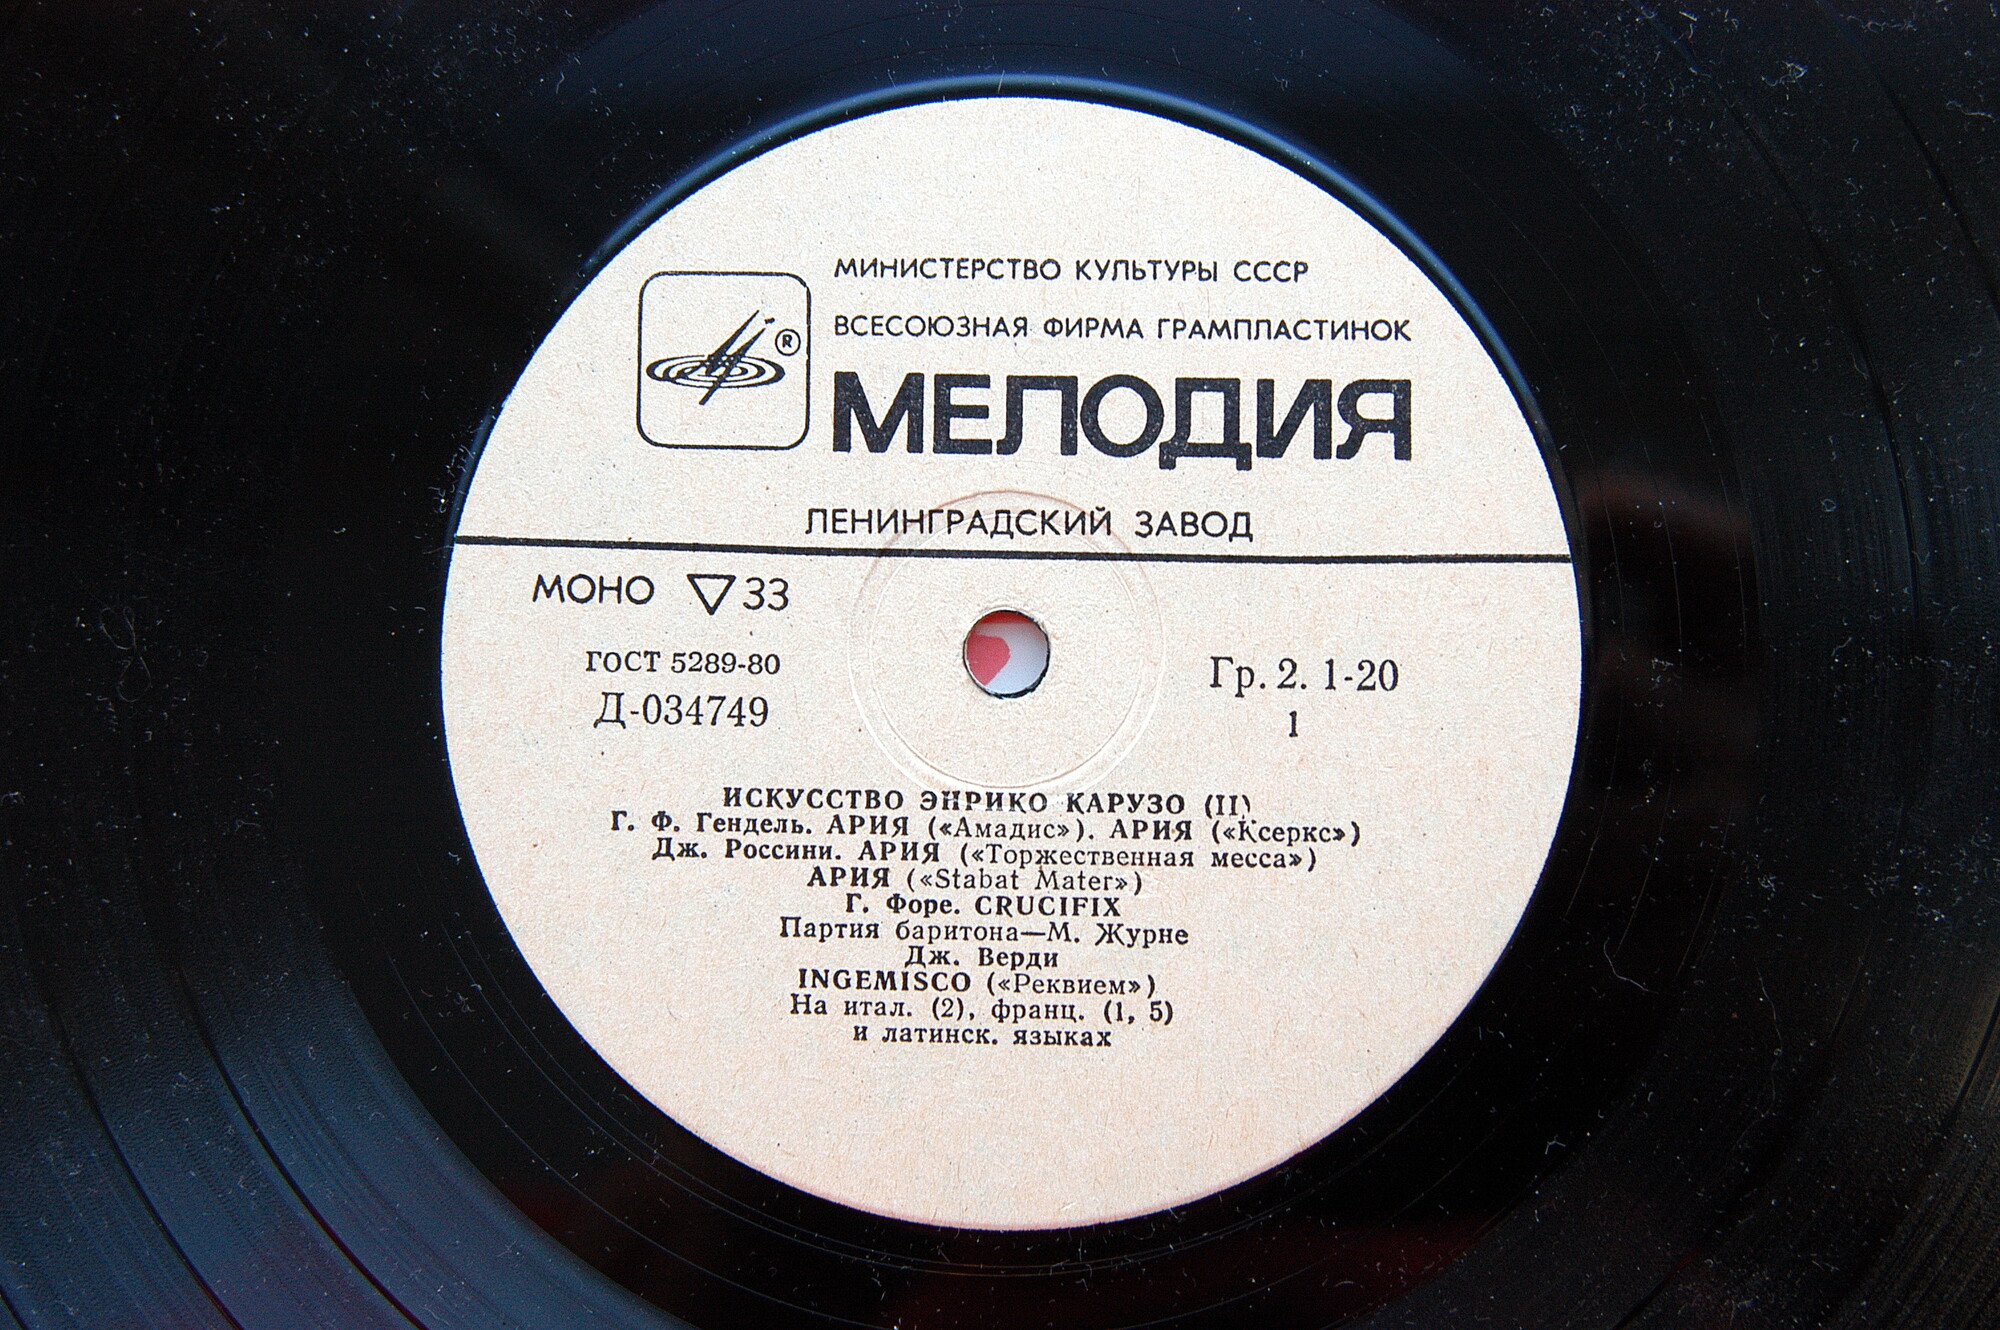 МИНИСТЕРСТВО КУЛЬТУРЫ СССР
ВСЕСОЮЗНАЯ ФИРМА ГРАМПЛАСТИНОК
®
МЕЛОДИЯ
ЛЕНИНГРАДСКИЙ ЗАВОД
МОНО ▽33
ГОСТ 5289-80
Д-034749
Гр. 2. 1-20
1
ИСКУССТВО ЭНРИКО КАРУЗО (II)
Г. Ф. Гендель. АРИЯ («Амадис»). АРИЯ («Ксеркс»)
Дж. Россини. АРИЯ («Торжественная месса»)
АРИЯ («Stabat Mater»)
Г. Форе. CRUCIFIX
Партия баритона—М. Журне
Дж. Верди
INGEMISCO («Реквием»)
На итал. (2), франц. (1, 5)
и латинск. языках